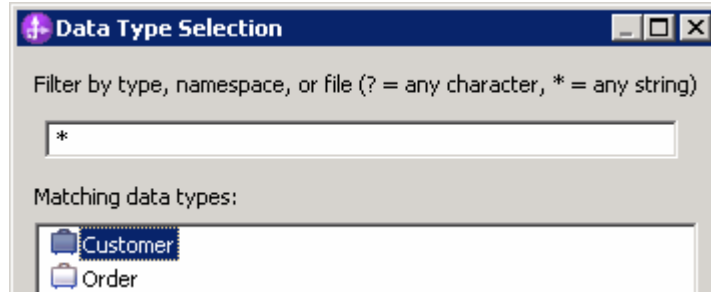 Data Type Selection
Filter by type, namespace, or file (? = any character, * = any string)
*
Matching data types:
Customer
Order